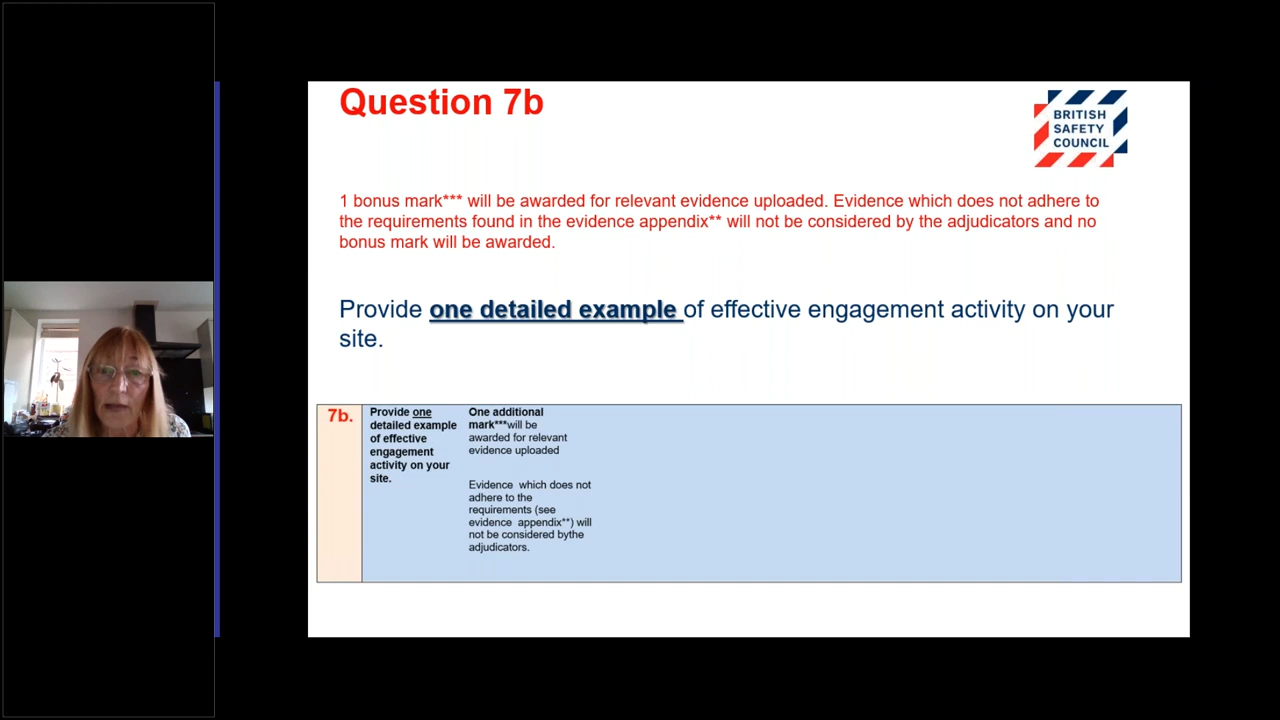 Question 7b
BRITISH
SAFETY
COUNCIL
1 bonus mark*** will be awarded for relevant evidence uploaded. Evidence which does not adhere to
the requirements found in the evidence appendix** will not be considered by the adjudicators and no
bonus mark will be awarded.
Provide one detailed example of effective engagement activity on your
site.
7b.
Provide one
detailed example
of effective
engagement
activity on your
site.
One additional
mark***will be
awarded for relevant
evidence uploaded
Evidence which does not
adhere to the
requirements (see
evidence appendix**) will
not be considered bythe
adjudicators.